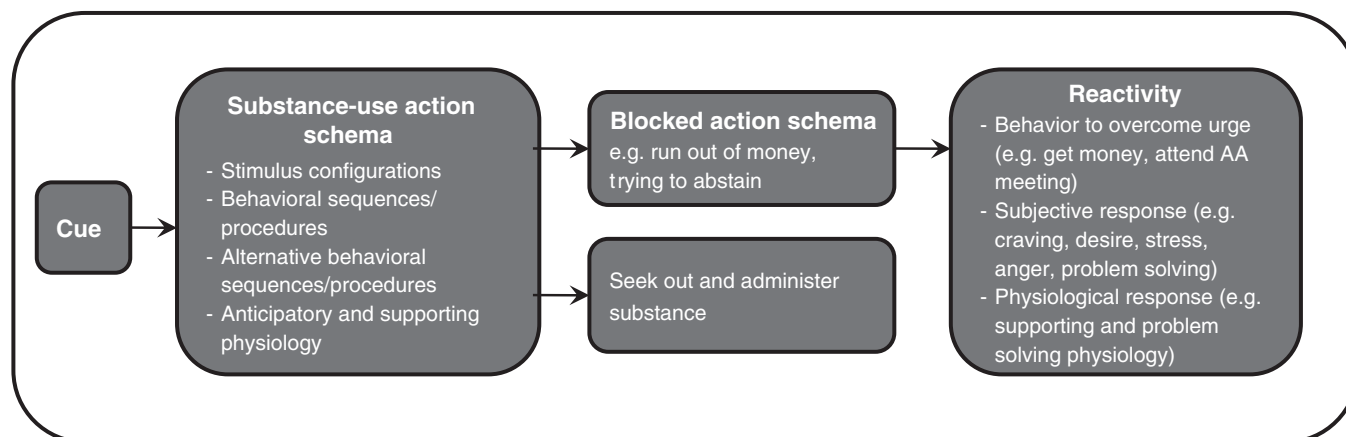 Cue
Substance-use action
schema
- Stimulus configurations
- Behavioral sequences/
procedures
- Alternative behavioral
sequences/procedures
- Anticipatory and supporting
physiology
Blocked action schema
e.g. run out of money,
trying to abstain
Seek out and administer
substance
Reactivity
- Behavior to overcome urge
(e.g. get money, attend AA
meeting)
- Subjective response (e.g.
craving, desire, stress,
anger, problem solving)
- Physiological response (e.g.
supporting and problem
solving physiology)